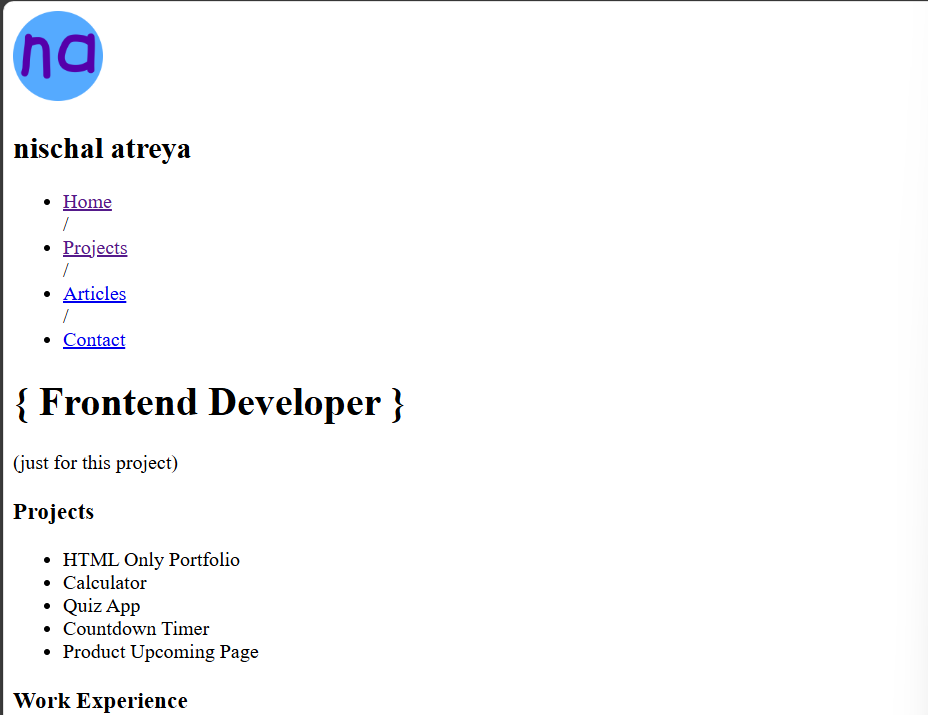 na
nischal atreya
Home
/
Projects
/
Articles
/
Contact
{ Frontend Developer }
(just for this project)
Projects
HTML Only Portfolio
Calculator
Quiz App
Countdown Timer
Product Upcoming Page
Work Experience